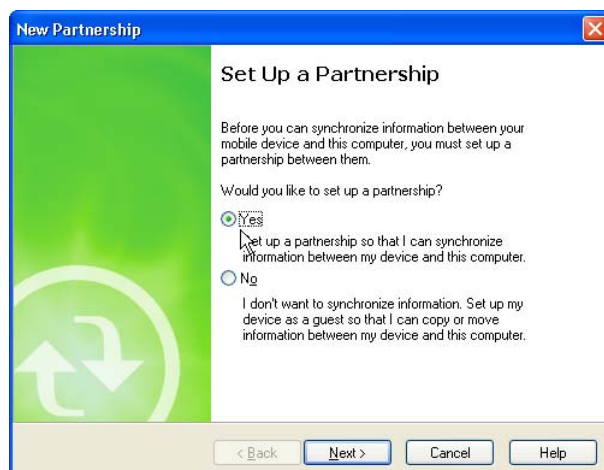 New Partnership
Set Up a Partnership
Before you can synchronize information between your
mobile device and this computer, you must set up a
partnership between them.
Would you like to set up a partnership?
Yes
Set up a partnership so that I can synchronize
information between my device and this computer.
No
I don't want to synchronize information. Set up my
device as a guest so that I can copy or move
information between my device and this computer.
< Back
Next >
Cancel
Help